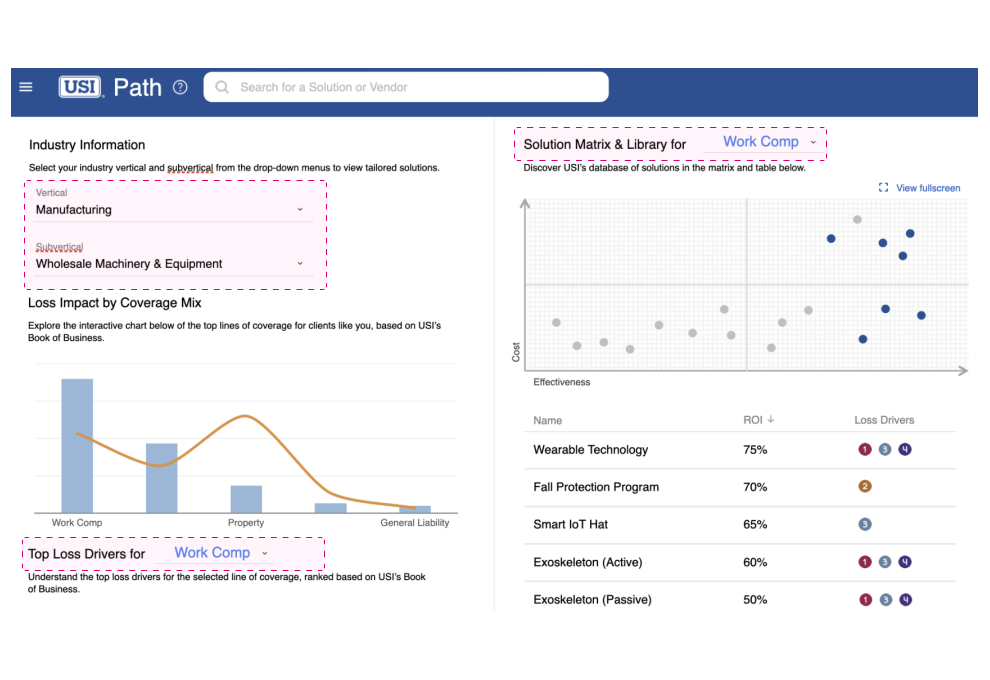 USI Path ? Search for a Solution or Vendor
Industry Information
Select your industry vertical and subvertical from the drop-down menus to view tailored solutions.
Vertical
Manufacturing
Subvertical
Wholesale Machinery & Equipment
Loss Impact by Coverage Mix
Explore the interactive chart below of the top lines of coverage for clients like you, based on USI's
Book of Business.
Work Comp Property General Liability
Top Loss Drivers for Work Comp
Understand the top loss drivers for the selected line of coverage, ranked based on USI's Book
of Business.
Solution Matrix & Library for Work Comp
Discover USI's database of solutions in the matrix and table below.
View fullscreen
Cost
Effectiveness
Name ROI Loss Drivers
Wearable Technology 75% 1 3 4
Fall Protection Program 70% 2
Smart IoT Hat 65% 3
Exoskeleton (Active) 60% 1 3 4
Exoskeleton (Passive) 50% 1 3 4